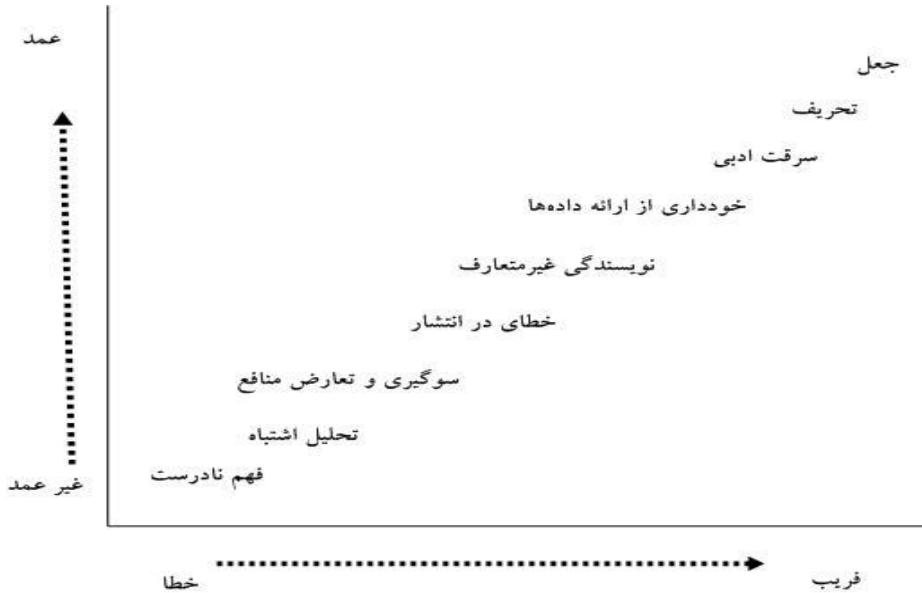 عمد
جعل
تحریف
سرقت ادبی
خودداری از ارائه داده‌ها
نویسندگی غیرمتعارف
خطای در انتشار
سوگیری و تعارض منافع
تحلیل اشتباه
فهم نادرست
غیر عمد
فریب
خطا